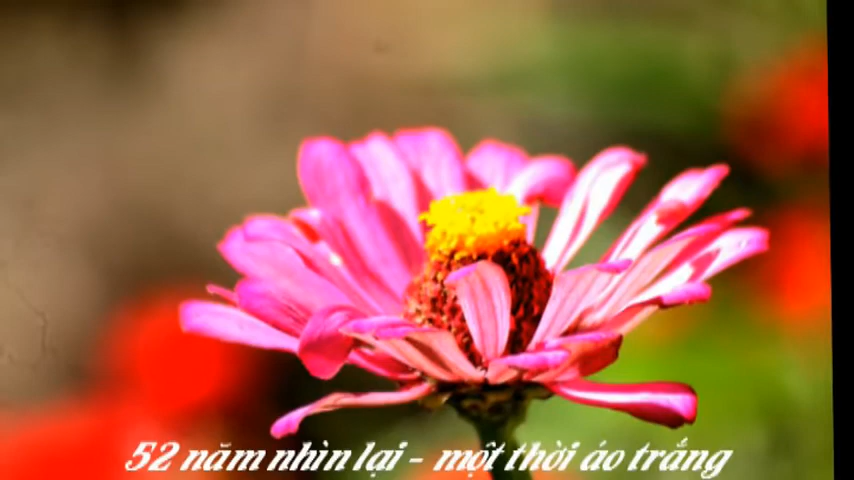 52 năm nhìn lại - một thời áo trắng